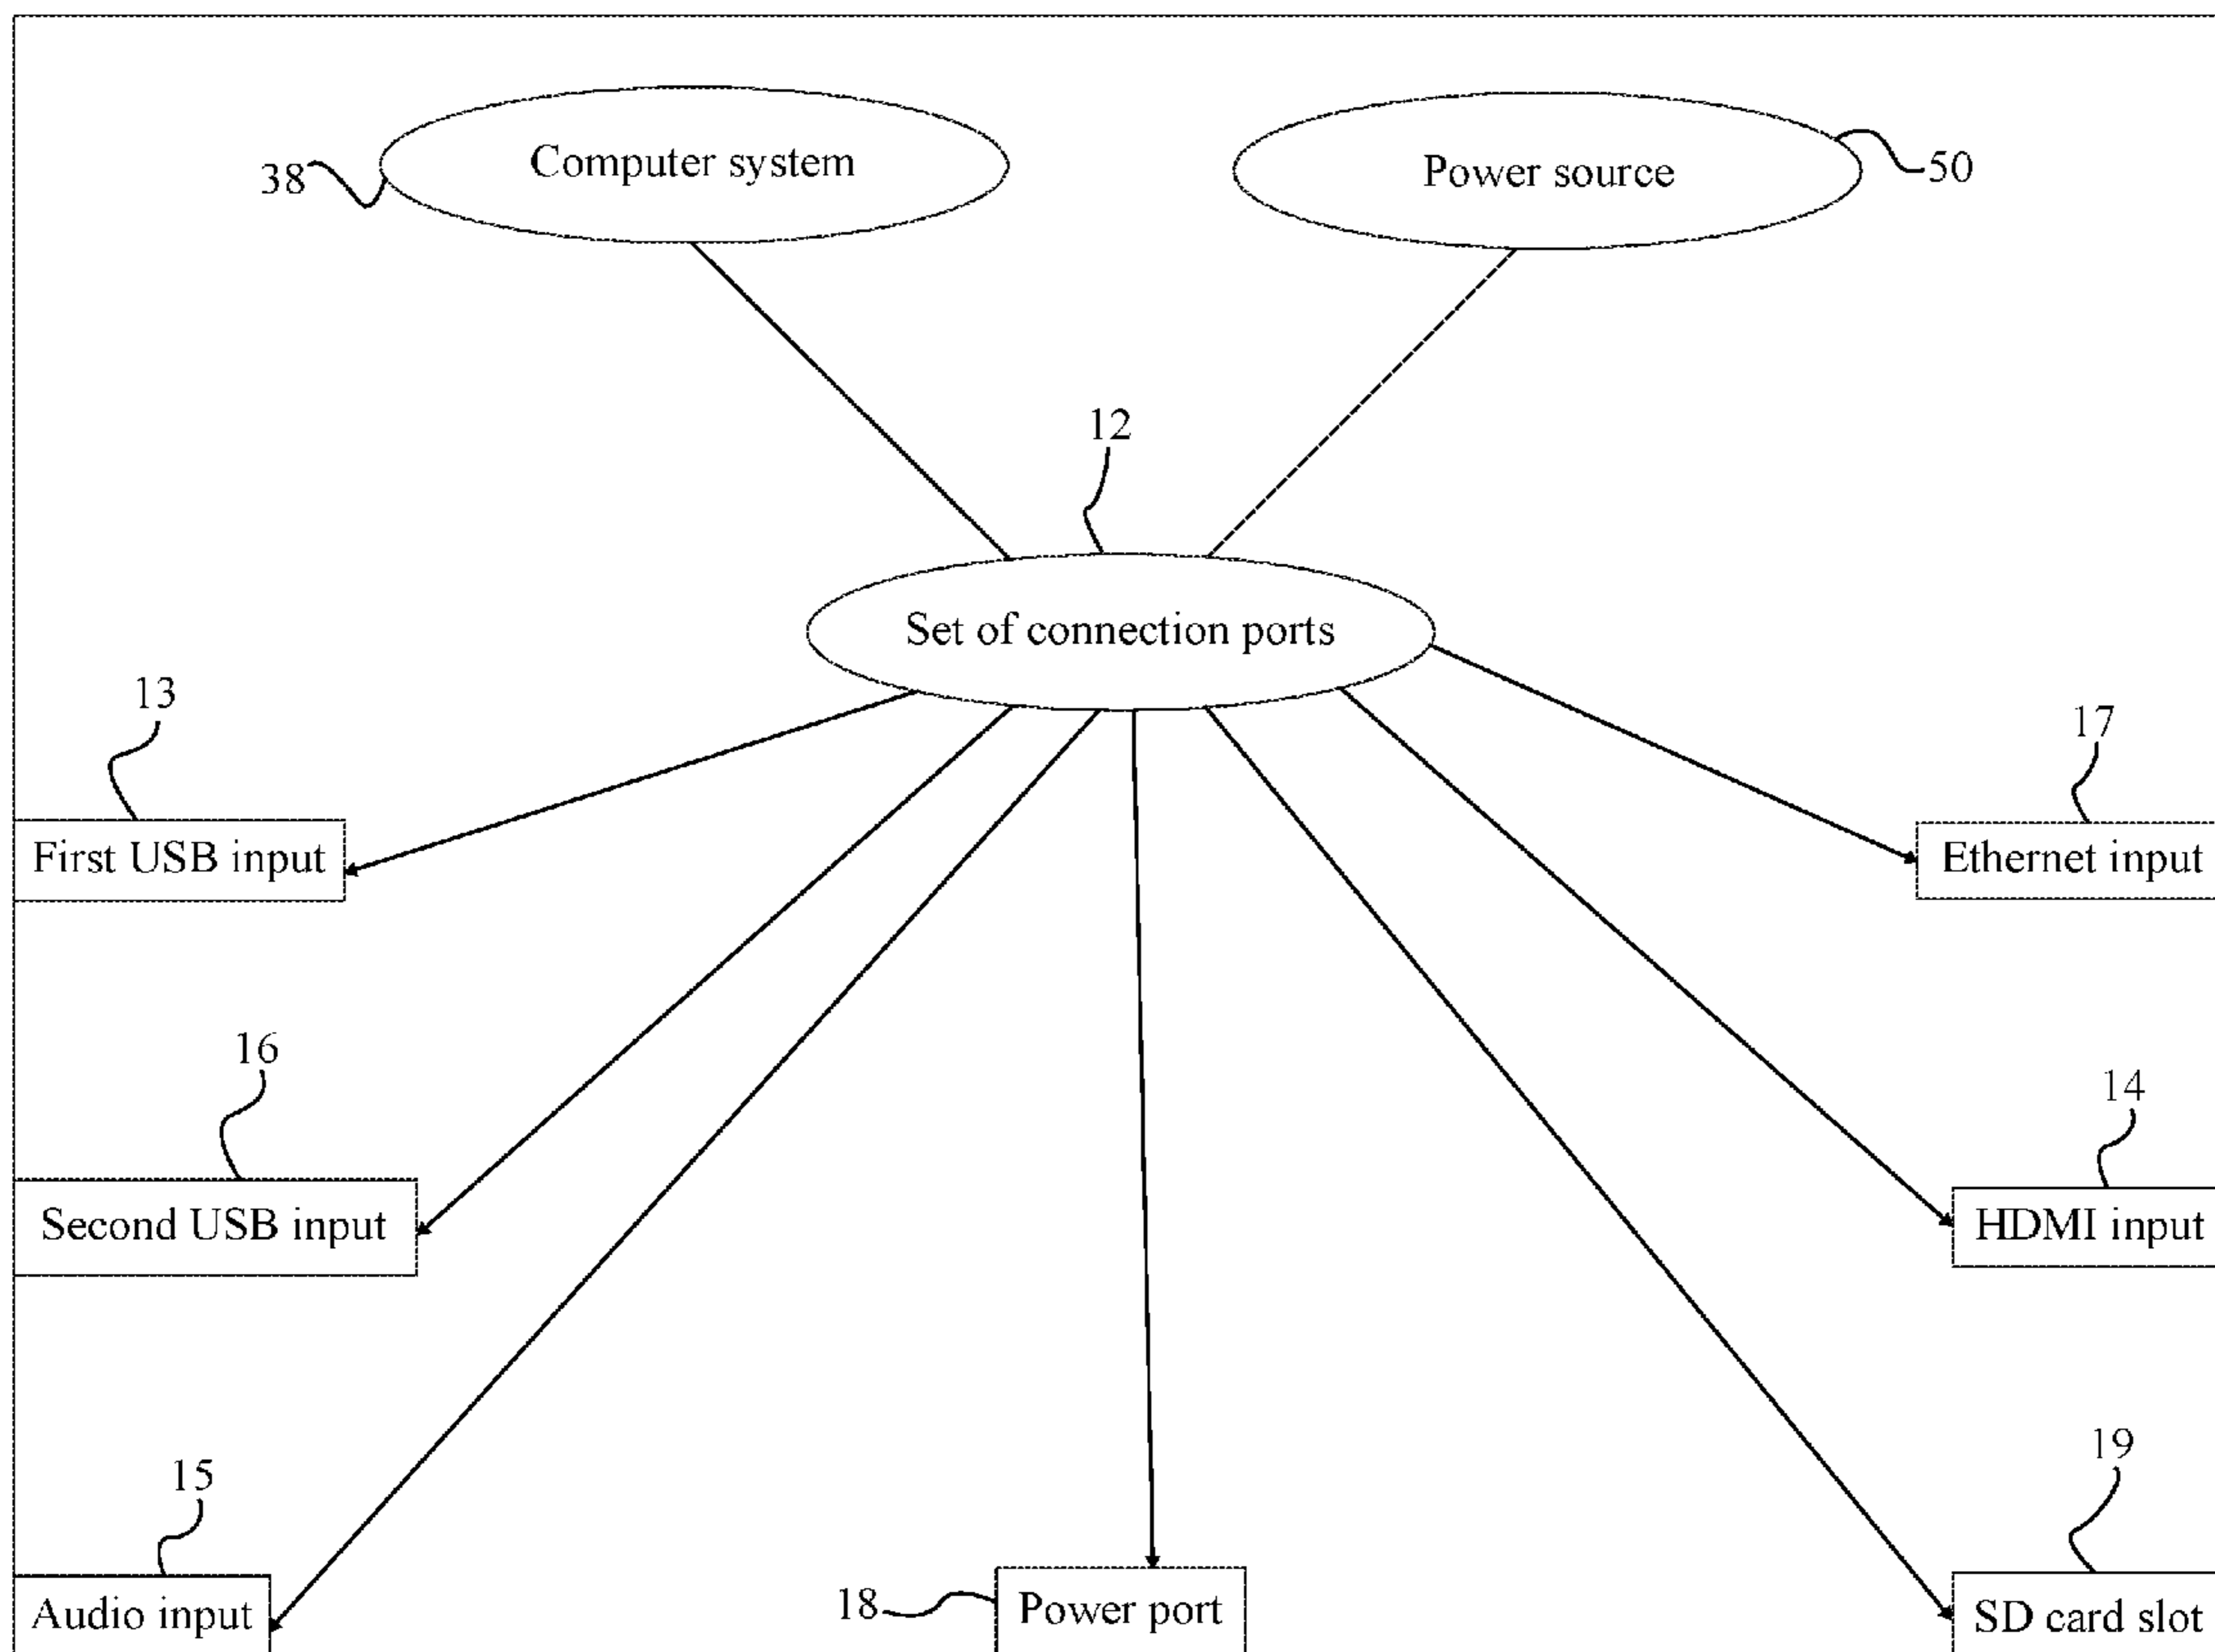 Computer system
38
Power source
50
12
Set of connection ports
13
First USB input
17
Ethernet input
16
Second USB input
14
HDMI input
15
Audio input
18
Power port
19
SD card slot